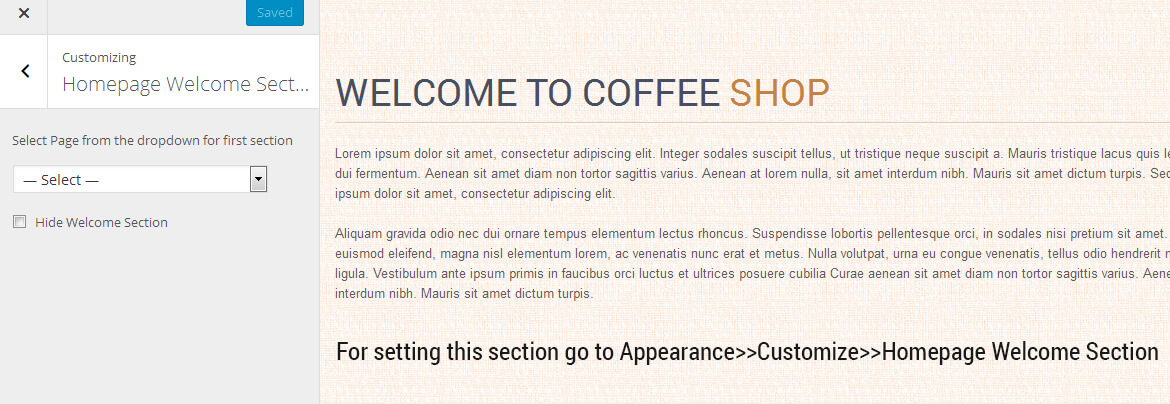 Saved
Customizing
Homepage Welcome Sect...
Select Page from the dropdown for first section
— Select —
Hide Welcome Section
WELCOME TO COFFEE SHOP
Lorem ipsum dolor sit amet, consectetur adipiscing elit. Integer sodales suscipit tellus, ut tristique neque suscipit a. Mauris tristique lacus quis
dui fermentum. Aenean sit amet diam non tortor sagittis varius. Aenean at lorem nulla, sit amet interdum nibh. Mauris sit amet dictum turpis.
ipsum dolor sit amet, consectetur adipiscing elit.
Aliquam gravida odio nec dui ornare tempus elementum lectus rhoncus. Suspendisse lobortis pellentesque orci, in sodales nisi pretium sit amet.
euismod eleifend, magna nisl elementum lorem, ac venenatis nunc erat et metus. Nulla volutpat, urna eu congue venenatis, tellus odio hendrerit
ligula. Vestibulum ante ipsum primis in faucibus orci luctus et ultrices posuere cubilia Curae aenean sit amet diam non tortor sagittis varius.
interdum nibh. Mauris sit amet dictum turpis.
For setting this section go to Appearance>>Customize>>Homepage Welcome Section